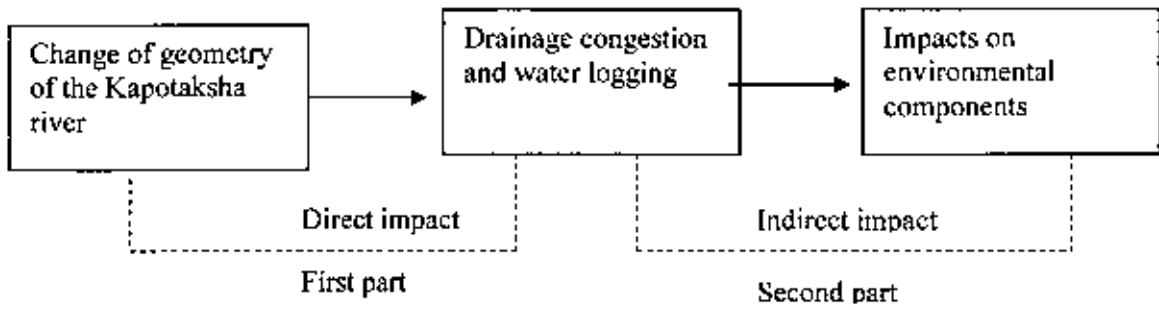 Change of geometry
of the Kapotaksha
river
Drainage congestion
and water logging
Impacts on
environmental
components
Direct impact
First part
Indirect impact
Second part